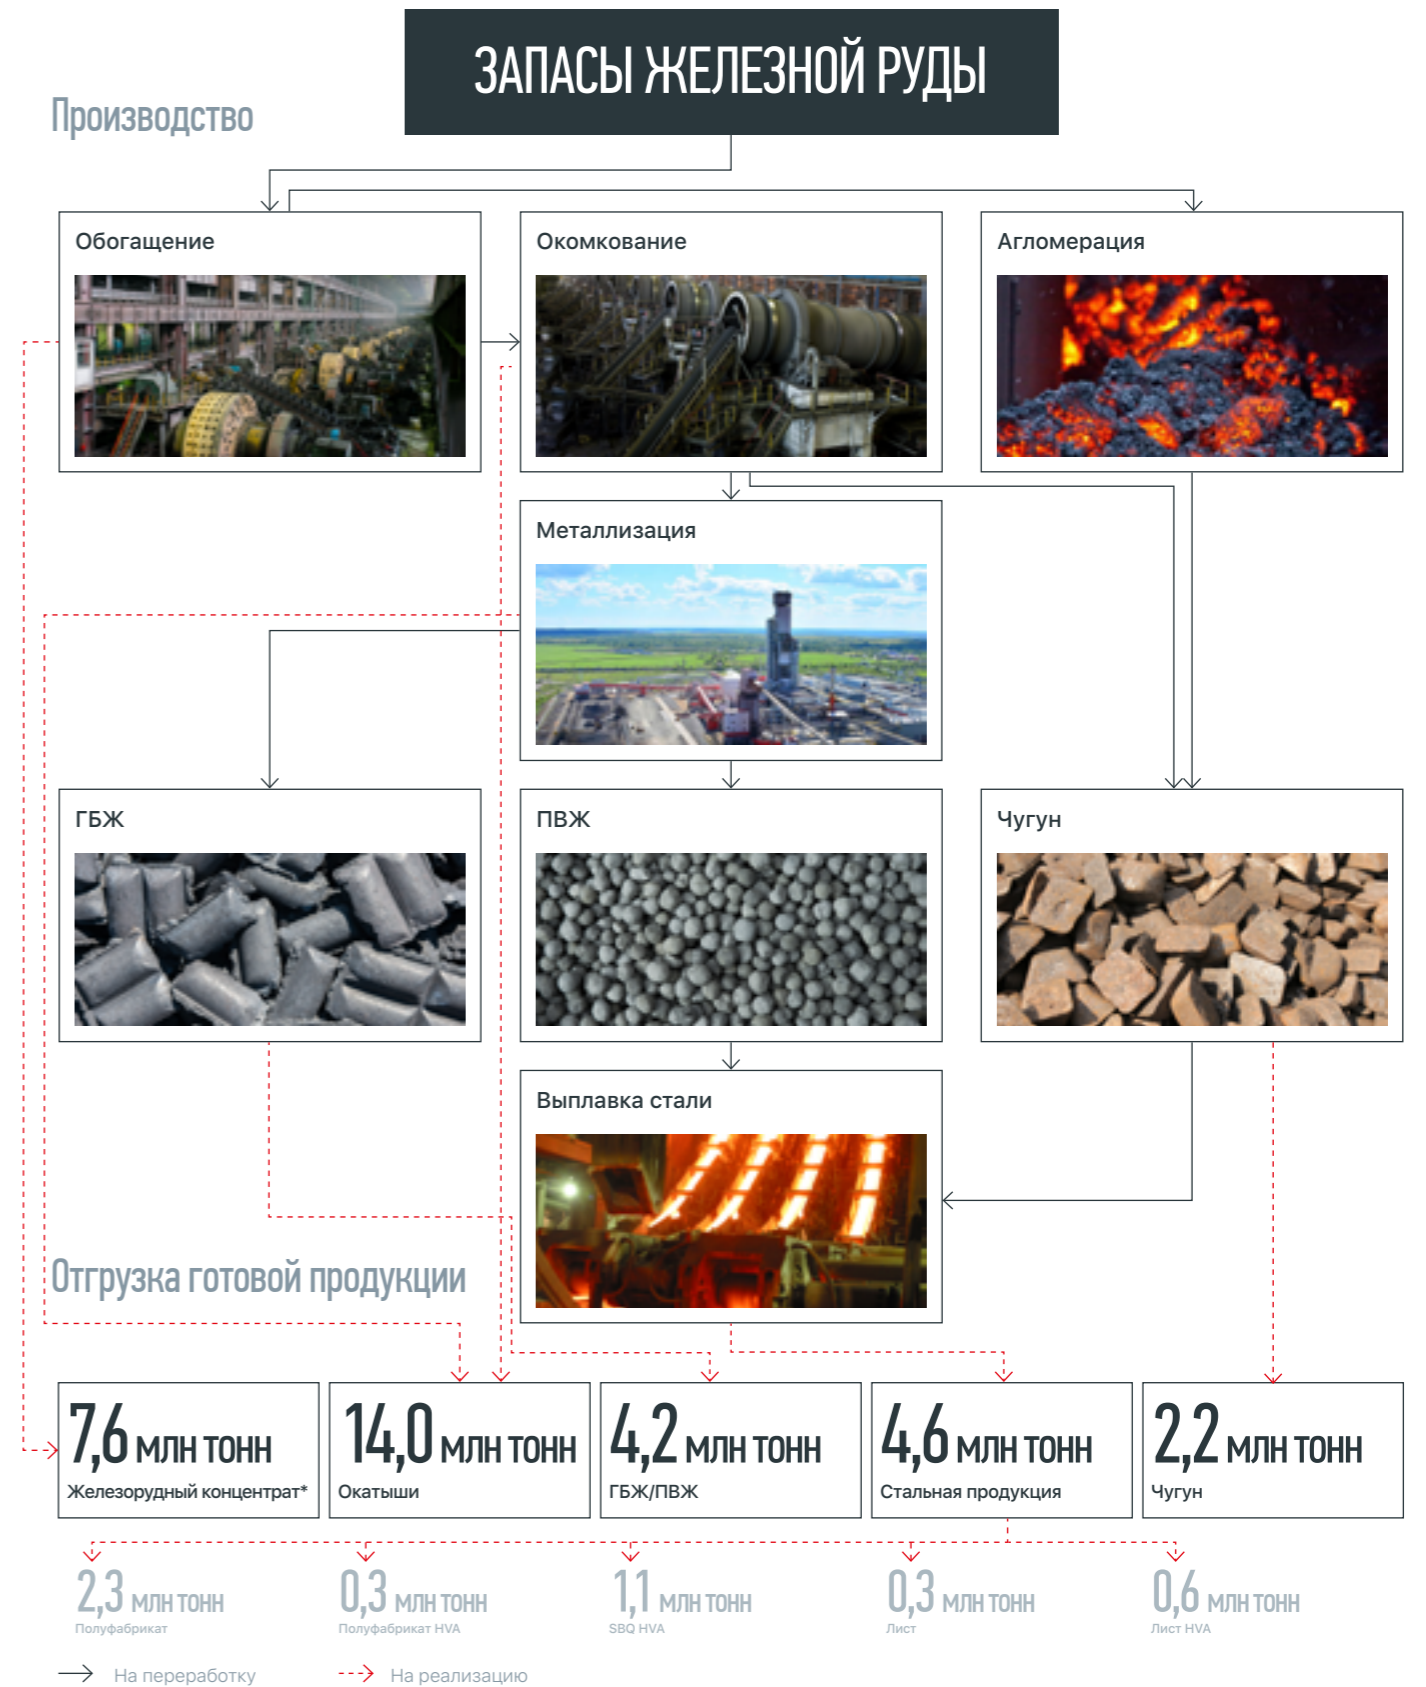 ЗАПАСЫ ЖЕЛЕЗНОЙ РУДЫ
Производство
Обогащение
Окомкование
Агломерация
Металлизация
ГБЖ
ПВЖ
Чугун
Выплавка стали
Отгрузка готовой продукции
7,6 млн тонн
Железорудный концентрат*
14,0 млн тонн
Окатыши
4,2 млн тонн
ГБЖ/ПВЖ
4,6 млн тонн
Стальная продукция
2,2 млн тонн
Чугун
2,3 млн тонн
Полуфабрикат
0,3 млн тонн
Полуфабрикат HVA
1,1 млн тонн
SBQ HVA
0,3 млн тонн
Лист
0,6 млн тонн
Лист HVA
На переработку
На реализацию